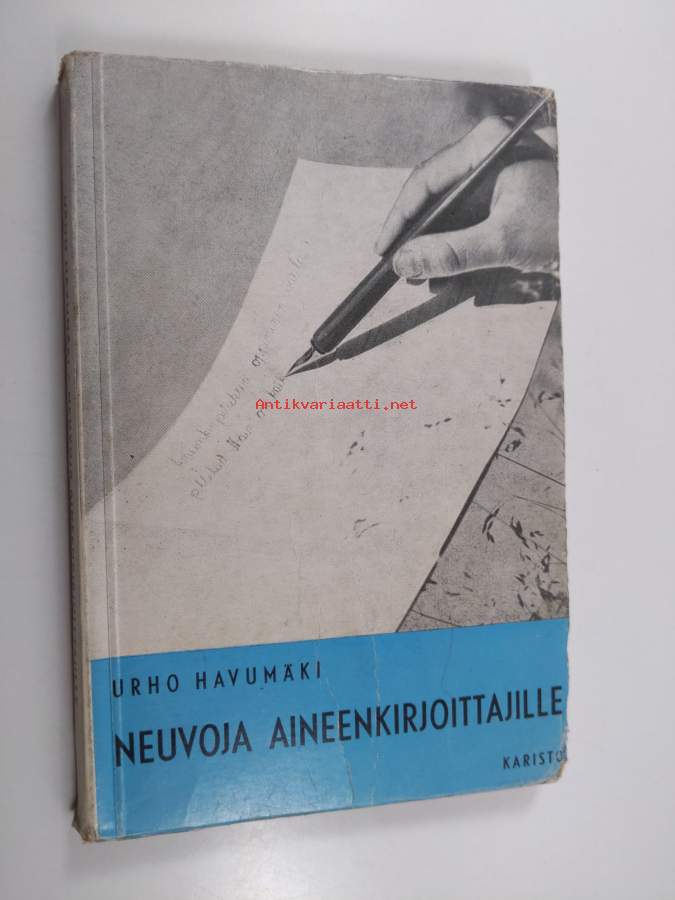 Antikvariaatti.net
URHO HAVUMÄKI
NEUVOJA AINEENKIRJOITTAJILLE
KARISTO